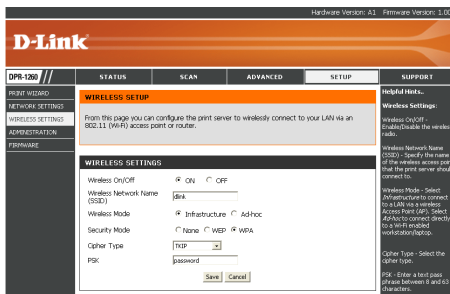 Hardware Version: A1 Firmware Version: 1.00
D-Link
DPR-1260 ///
STATUS SCAN ADVANCED SETUP SUPPORT
PRINT WIZARD
NETWORK SETTINGS
WIRELESS SETTINGS
ADMINISTRATION
FIRMWARE
WIRELESS SETUP
From this page you can configure the print server to wirelessly connect to your LAN via an
802.11 (Wi-Fi) access point or router.
WIRELESS SETTINGS
Wireless On/Off ON OFF
Wireless Network Name
(SSID) dlink
Wireless Mode Infrastructure Ad-hoc
Security Mode None WEP WPA
Cipher Type TKIP
PSK password
Save Cancel
Helpful Hints..
Wireless Settings:
Wireless On/Off -
Enable/Disable the wireles
radio.
Wireless Network Name
(SSID) - Specify the name
of the wireless access poin
that the print server shoul
connect to.
Wireless Mode - Select
Infrastructure to connect
to a LAN via a wireless
Access Point (AP). Select
Ad-hoc to connect directly
to a Wi-Fi enabled
workstation/laptop.
Cipher Type - Select the
cipher type.
PSK - Enter a text pass
phrase between 8 and 63
characters.